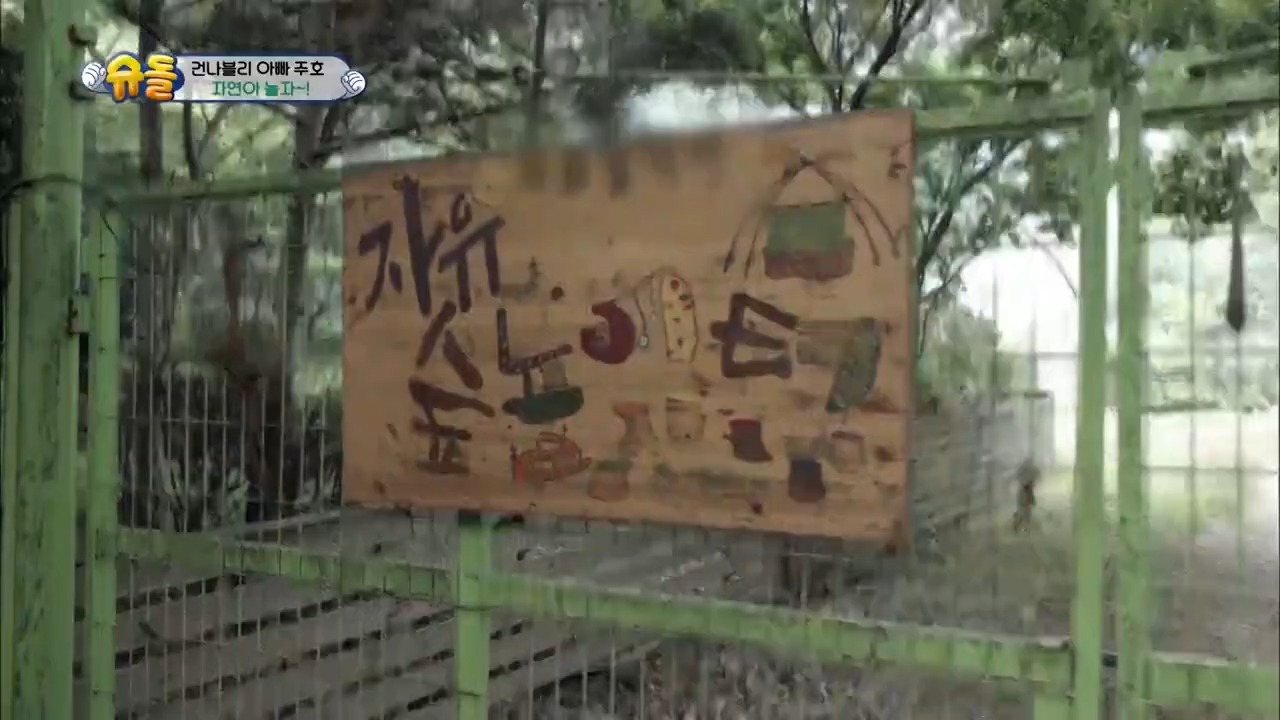 슈돌
건나블리 아빠 주호
자연아 놀자~!
자유
숲 놀이터